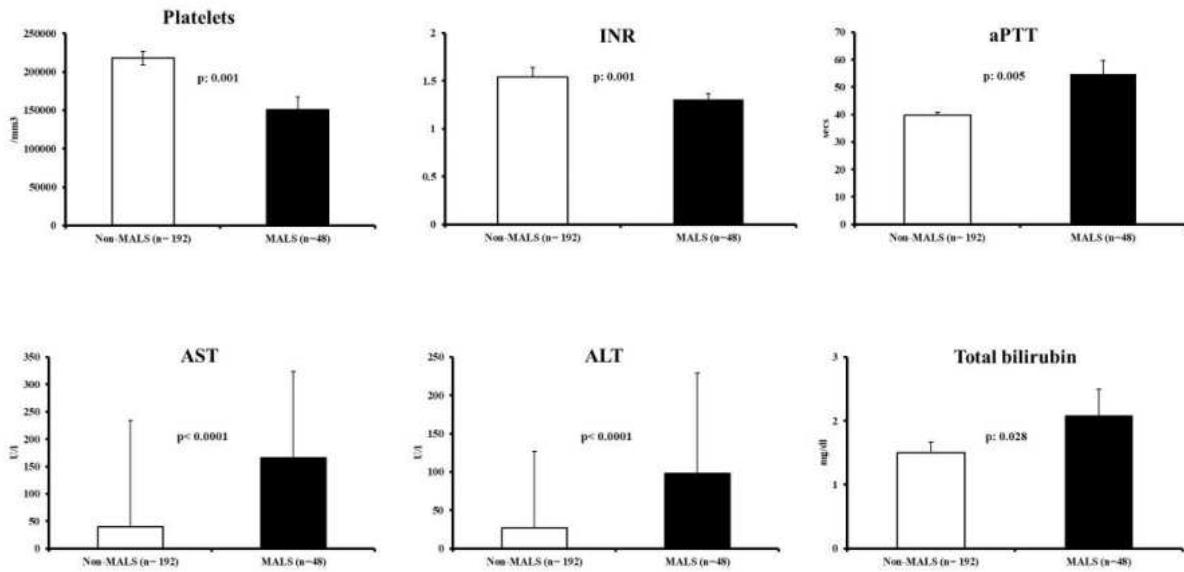 Platelets
250000
200000
150000
100000
50000
0
/mm3
p: 0.001
Non-MALS (n= 192)
MALS (n=48)
INR
2
1.5
1
0.5
0
p: 0.001
Non-MALS (n= 192)
MALS (n=48)
aPTT
70
60
50
40
30
20
10
0
secs
p: 0.005
Non-MALS (n= 192)
MALS (n=48)
AST
350
300
250
200
150
100
50
0
U/l
p< 0.0001
Non-MALS (n= 192)
MALS (n=48)
ALT
250
200
150
100
50
0
U/l
p< 0.0001
Non-MALS (n= 192)
MALS (n=48)
Total bilirubin
3
2
1
0
mg/dl
p: 0.028
Non-MALS (n= 192)
MALS (n=48)